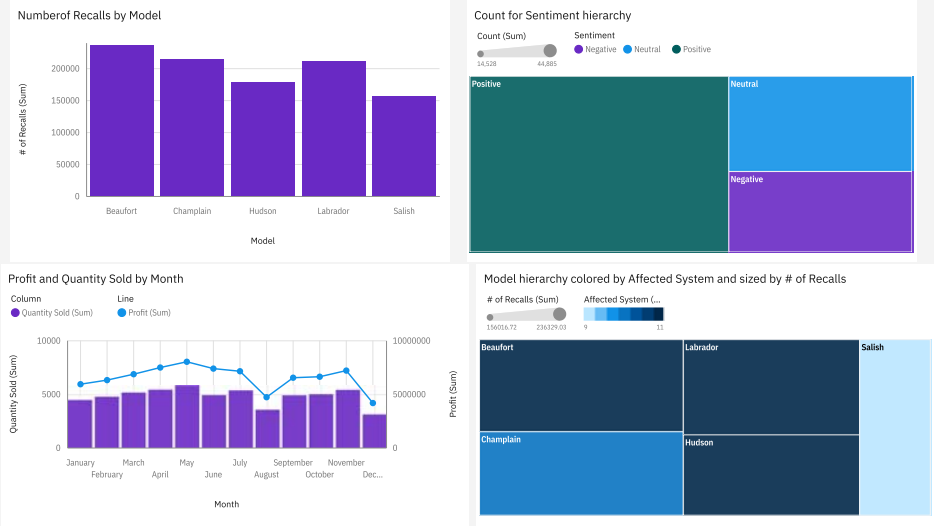 Numberof Recalls by Model
# of Recalls (Sum)
200000
150000
100000
50000
0
Beaufort Champlain Hudson Labrador Salish
Model
Count for Sentiment hierarchy
Count (Sum) Sentiment
Negative Neutral Positive
14,528 44,885
Positive
Neutral
Negative
Profit and Quantity Sold by Month
Column Line
Quantity Sold (Sum) Profit (Sum)
Quantity Sold (Sum)
10000
5000
0
10000000
5000000
0
Profit (Sum)
January March May July September November
February April June August October Dec...
Month
Model hierarchy colored by Affected System and sized by # of Recalls
# of Recalls (Sum) Affected System (...
156016.72 236329.03 9 11
Beaufort
Labrador
Salish
Champlain
Hudson